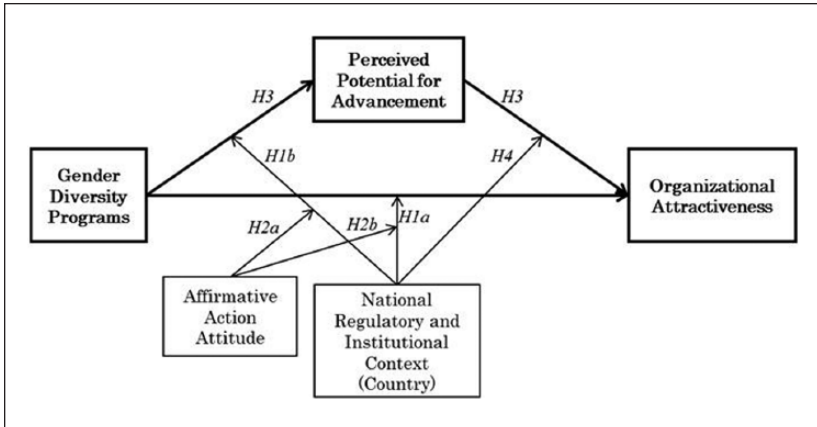 Perceived
Potential for
Advancement
H3
H3
H1b
H4
Gender
Diversity
Programs
Organizational
Attractiveness
H2a
H2b
H1a
Affirmative
Action
Attitude
National
Regulatory and
Institutional
Context
(Country)